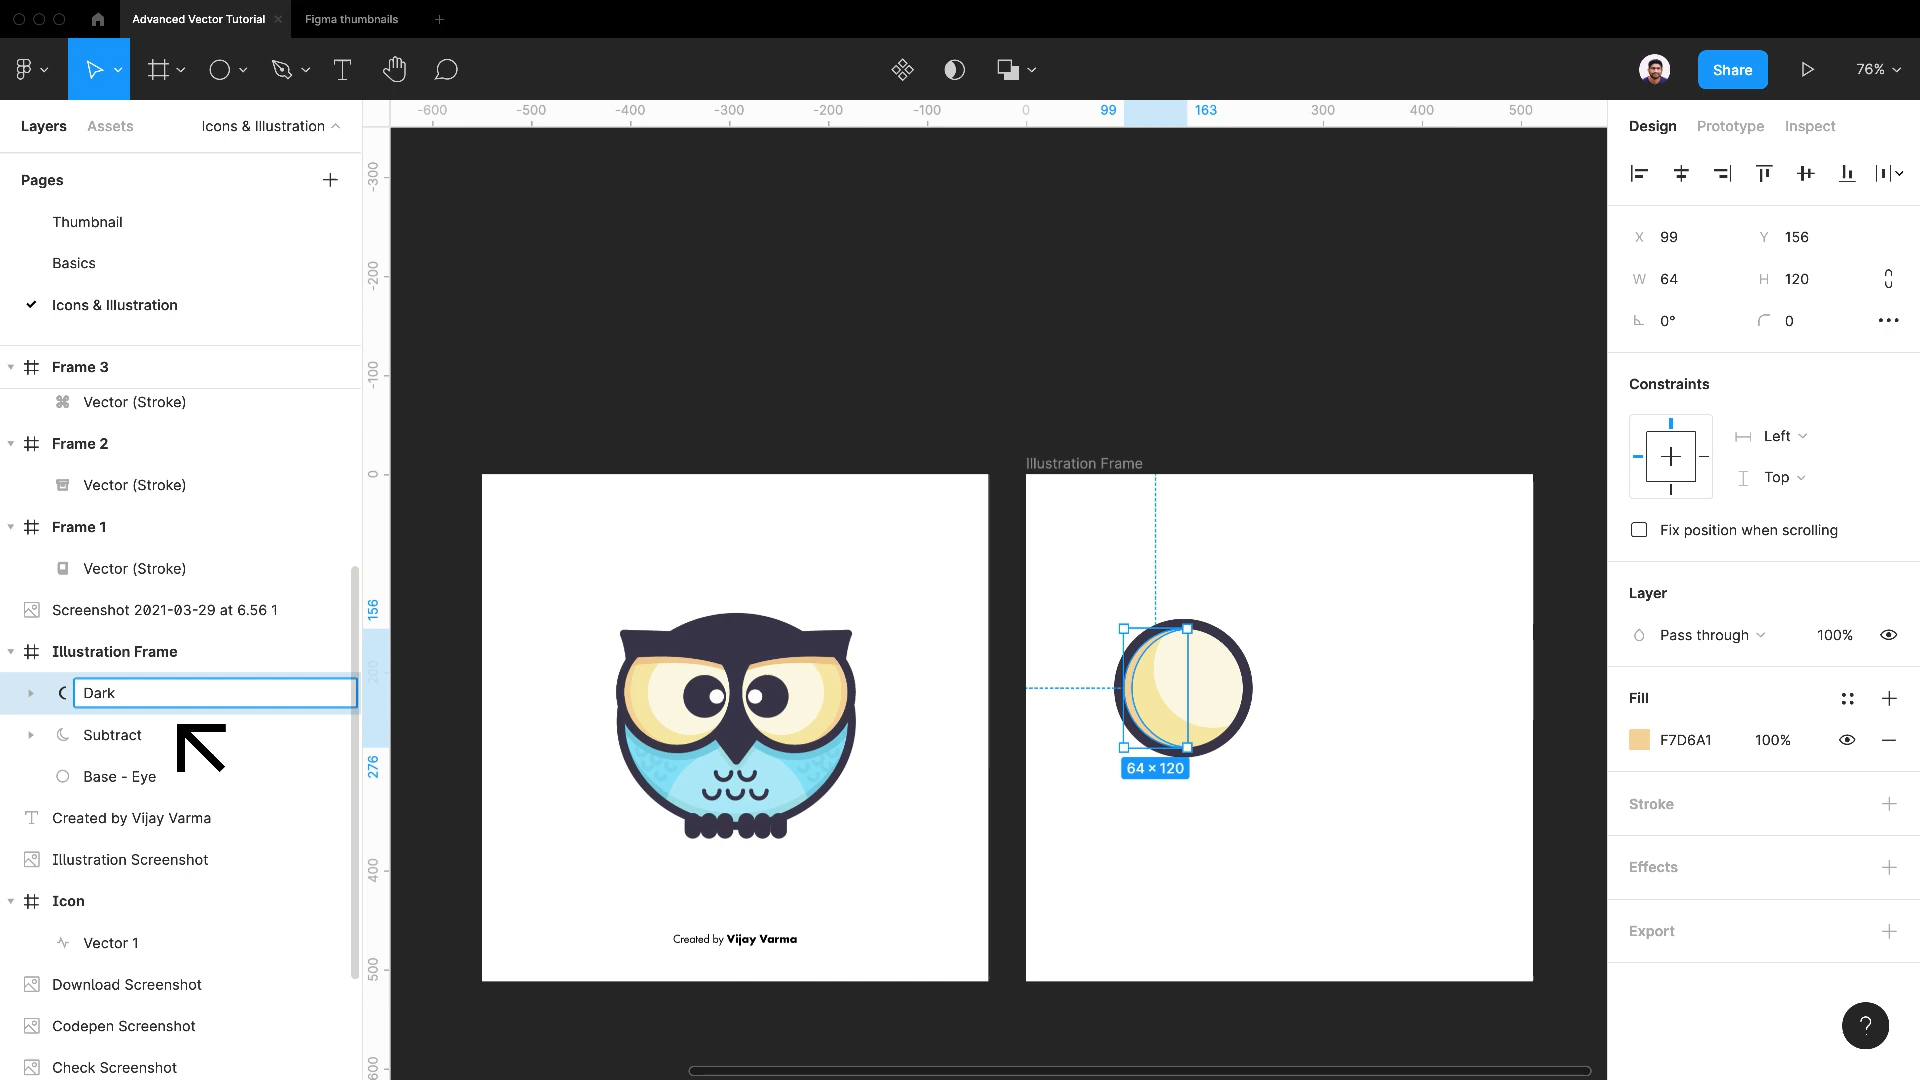 Advanced Vector Tutorial
Figma thumbnails
Share
76%
Layers
Assets
Icons & Illustration
Pages
Thumbnail
Basics
Icons & Illustration
Frame 3
Vector (Stroke)
Frame 2
Vector (Stroke)
Frame 1
Vector (Stroke)
Screenshot 2021-03-29 at 6.56 1
Illustration Frame
Dark
Subtract
Base - Eye
Created by Vijay Varma
Illustration Screenshot
Icon
Vector 1
Download Screenshot
Codepen Screenshot
Check Screenshot
-600 -500 -400 -300 -200 -100 0 99 163 300 400 500
-300
-200
-100
0
156
200
276
400
500
600
Illustration Frame
64 × 120
Created by Vijay Varma
Design
Prototype
Inspect
X 99
Y 156
W 64
H 120
0°
0
Constraints
Left
Top
Fix position when scrolling
Layer
Pass through
100%
Fill
F7D6A1
100%
Stroke
Effects
Export
?